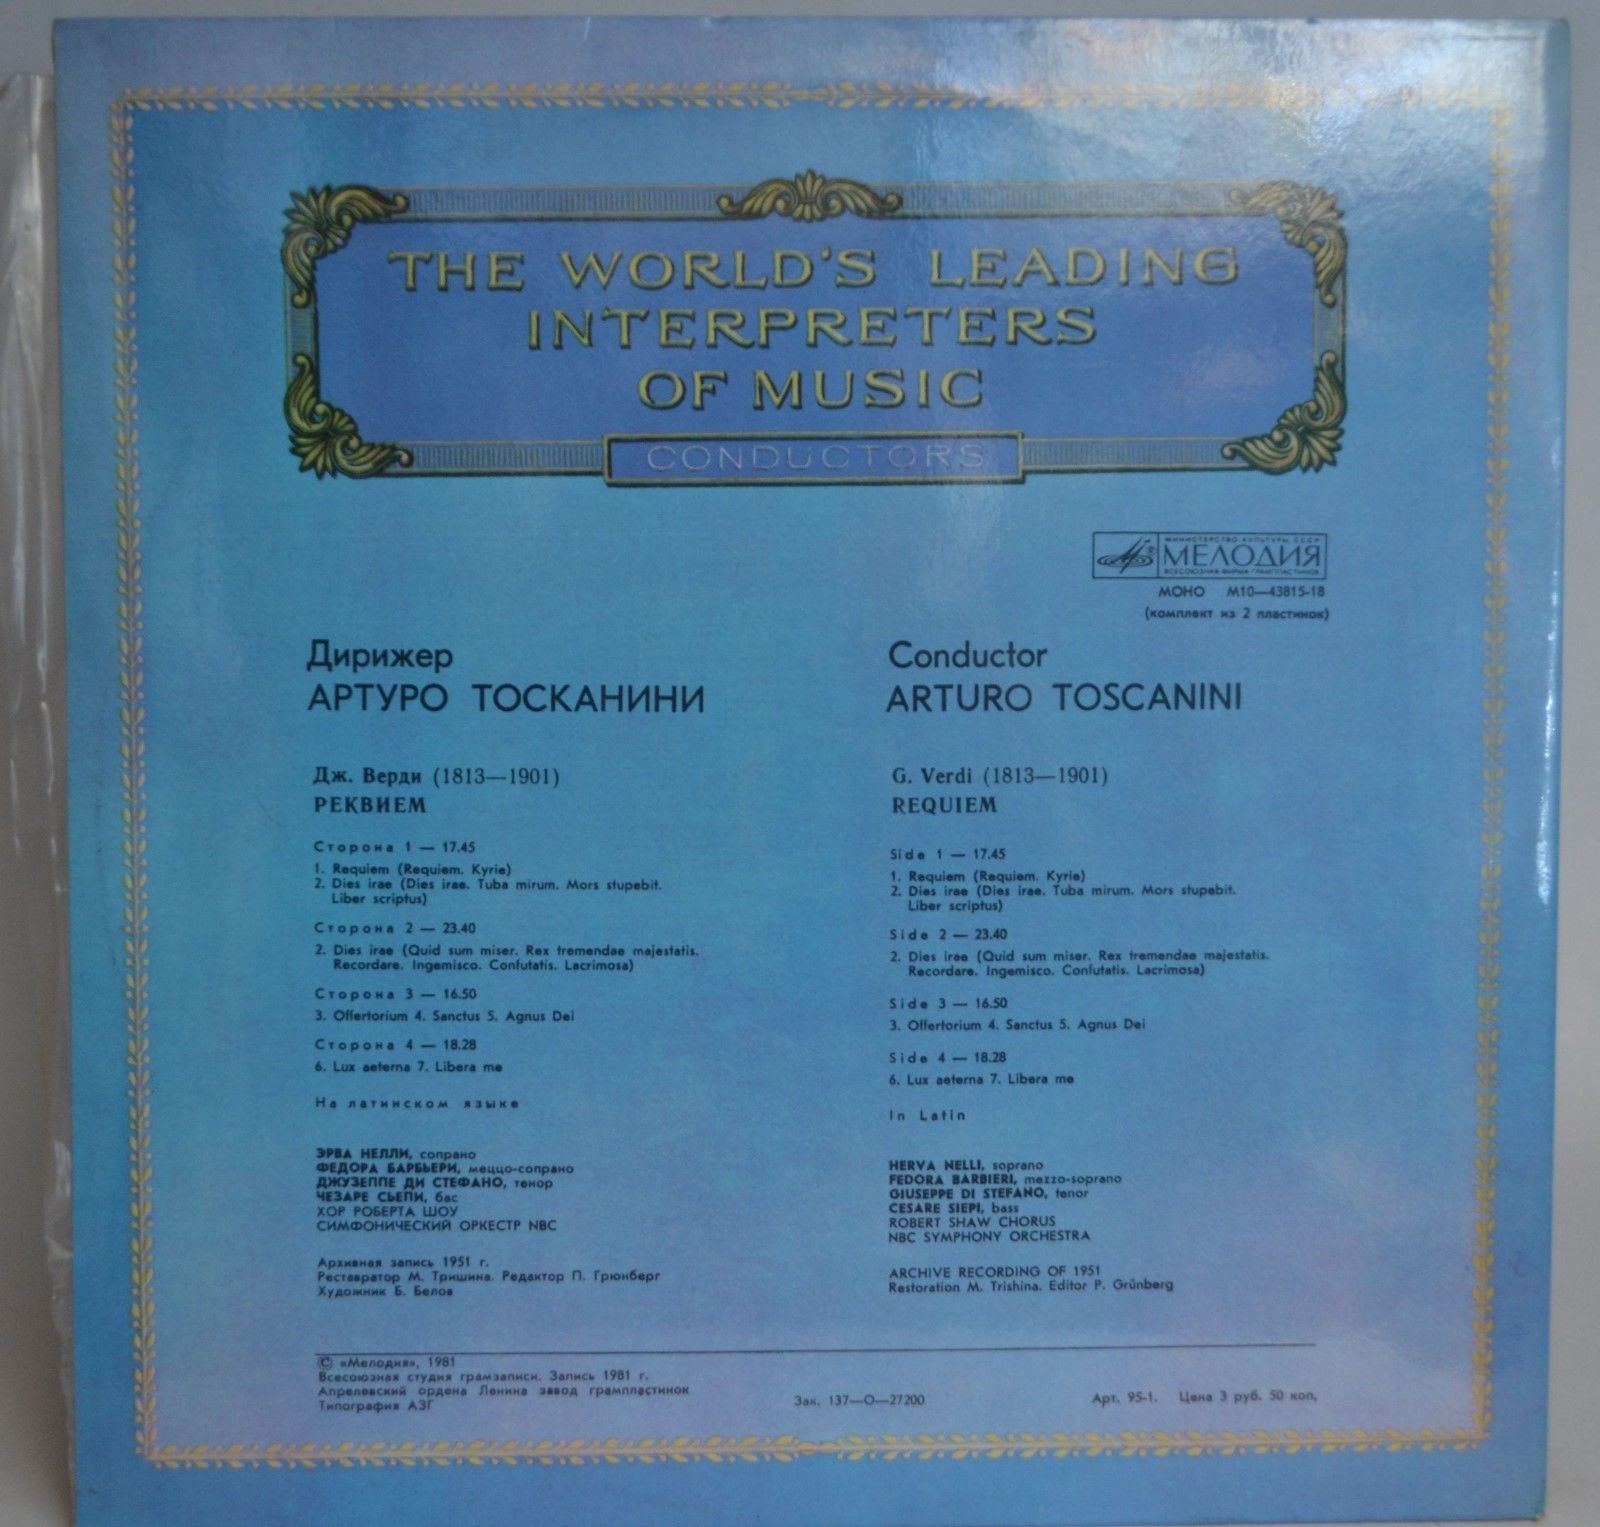 THE WORLD'S LEADING
INTERPRETERS
OF MUSIC
CONDUCTORS
МИНИСТЕРСТВО КУЛЬТУРЫ СССР
МЕЛОДИЯ
ВСЕСОЮЗНАЯ ФИРМА ГРАМПЛАСТИНОК
МОНО М10—43815-18
(комплект из 2 пластинок)
Дирижер
АРТУРО ТОСКАНИНИ
Дж. Верди (1813—1901)
РЕКВИЕМ
Сторона 1 — 17.45
1. Requiem (Requiem. Kyrie)
2. Dies irae (Dies irae. Tuba mirum. Mors stupebit.
Liber scriptus)
Сторона 2 — 23.40
2. Dies irae (Quid sum miser. Rex tremendae majestatis.
Recordare. Ingemisco. Confutatis. Lacrimosa)
Сторона 3 — 16.50
3. Offertorium 4. Sanctus 5. Agnus Dei
Сторона 4 — 18.28
6. Lux aeterna 7. Libera me
На латинском языке
ЭРВА НЕЛЛИ, сопрано
ФЕДОРА БАРБЬЕРИ, меццо-сопрано
ДЖУЗЕППЕ ДИ СТЕФАНО, тенор
ЧЕЗАРЕ СЬЕПИ, бас
ХОР РОБЕРТА ШОУ
СИМФОНИЧЕСКИЙ ОРКЕСТР NBC
Архивная запись 1951 г.
Реставратор М. Тришина. Редактор П. Грюнберг
Художник Б. Белов
Conductor
ARTURO TOSCANINI
G. Verdi (1813—1901)
REQUIEM
Side 1 — 17.45
1. Requiem (Requiem. Kyrie)
2. Dies irae (Dies irae. Tuba mirum. Mors stupebit.
Liber scriptus)
Side 2 — 23.40
2. Dies irae (Quid sum miser. Rex tremendae majestatis.
Recordare. Ingemisco. Confutatis. Lacrimosa)
Side 3 — 16.50
3. Offertorium 4. Sanctus 5. Agnus Dei
Side 4 — 18.28
6. Lux aeterna 7. Libera me
In Latin
HERVA NELLI, soprano
FEDORA BARBIERI, mezzo-soprano
GIUSEPPE DI STEFANO, tenor
CESARE SIEPI, bass
ROBERT SHAW CHORUS
NBC SYMPHONY ORCHESTRA
ARCHIVE RECORDING OF 1951
Restoration M. Trishina. Editor P. Grünberg
© «Мелодия», 1981
Всесоюзная студия грамзаписи. Запись 1981 г.
Апрелевский ордена Ленина завод грампластинок
Типография АЗГ
Зак. 137—О—27200
Арт. 95-1. Цена 3 руб. 50 коп,